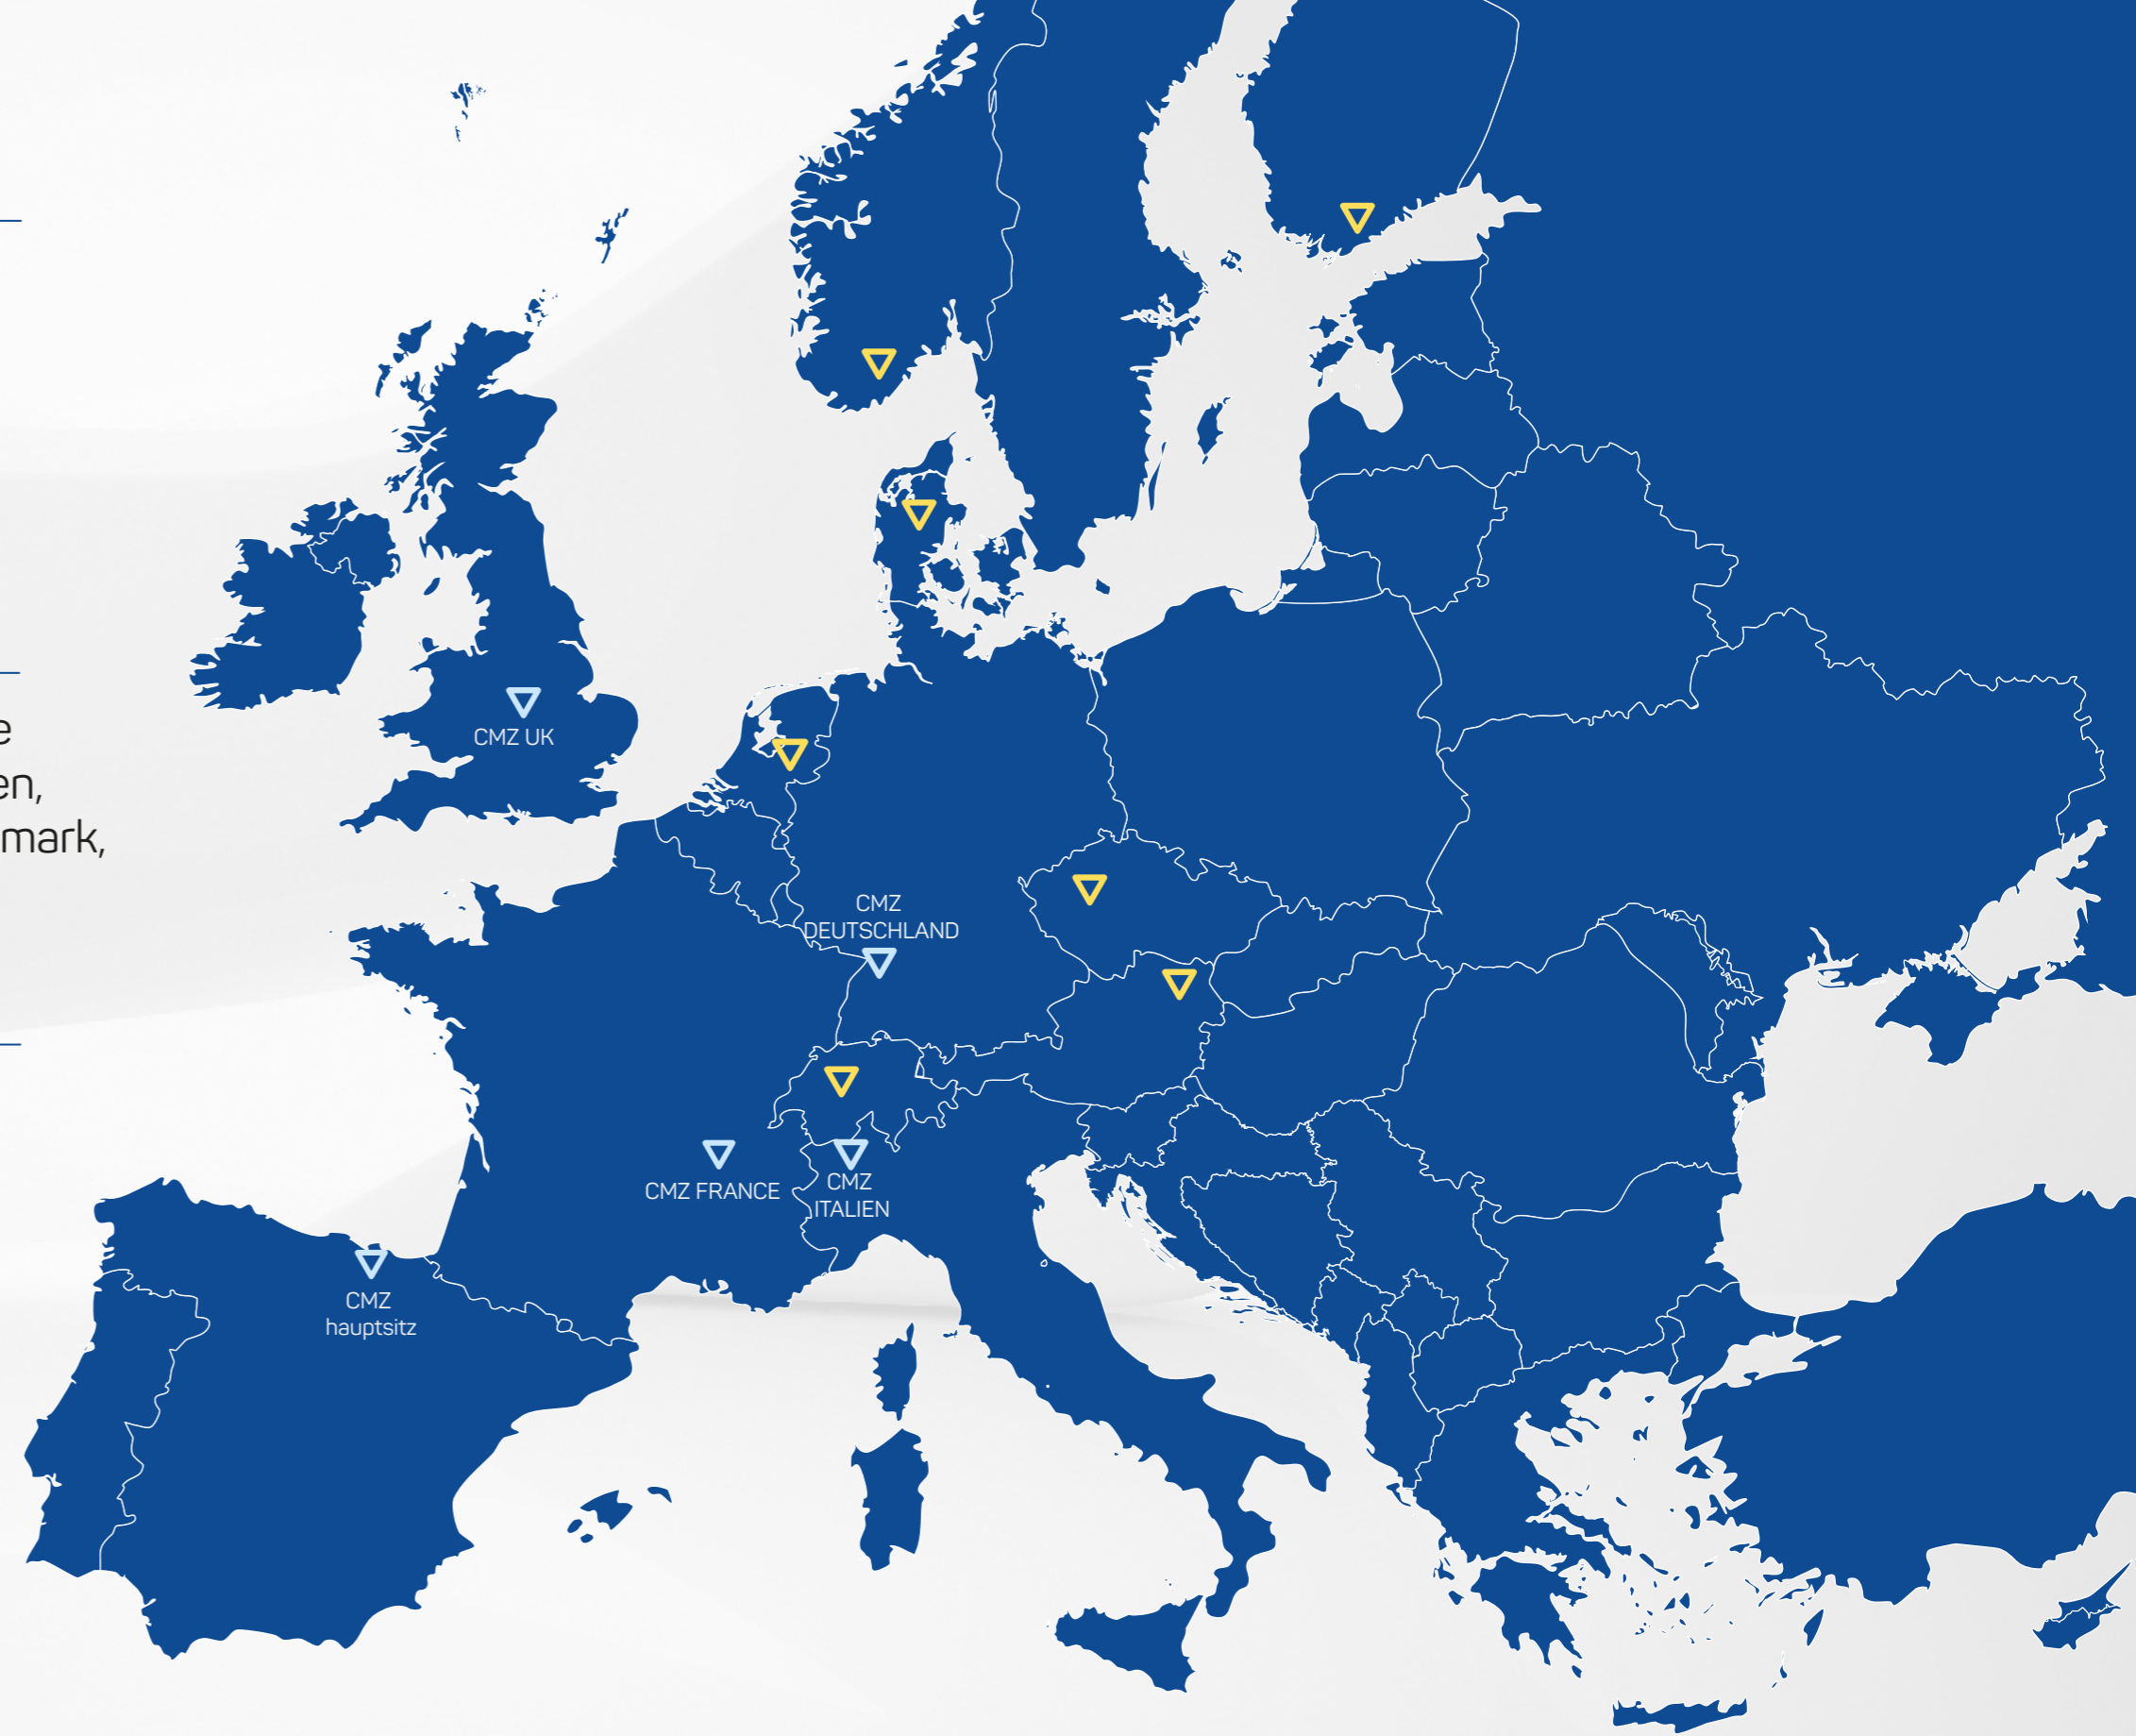 en,
mark,
CMZ UK
CMZ
DEUTSCHLAND
CMZ FRANCE
CMZ
ITALIEN
CMZ
hauptsitz